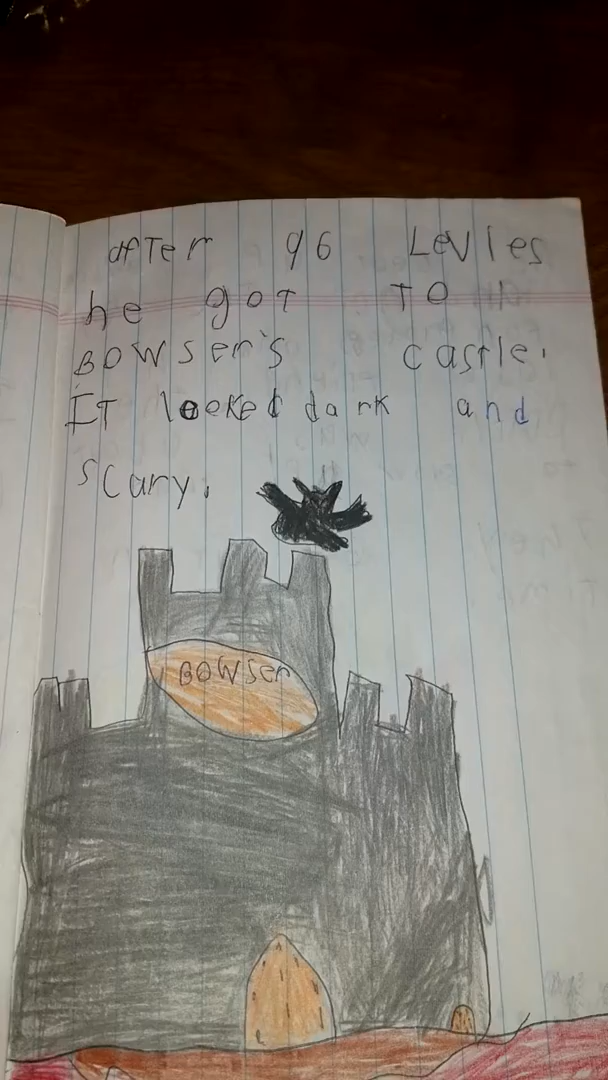 after 96 Levles
he got to
Bowser's castle.
It looked dark and
scary.
BOWSer